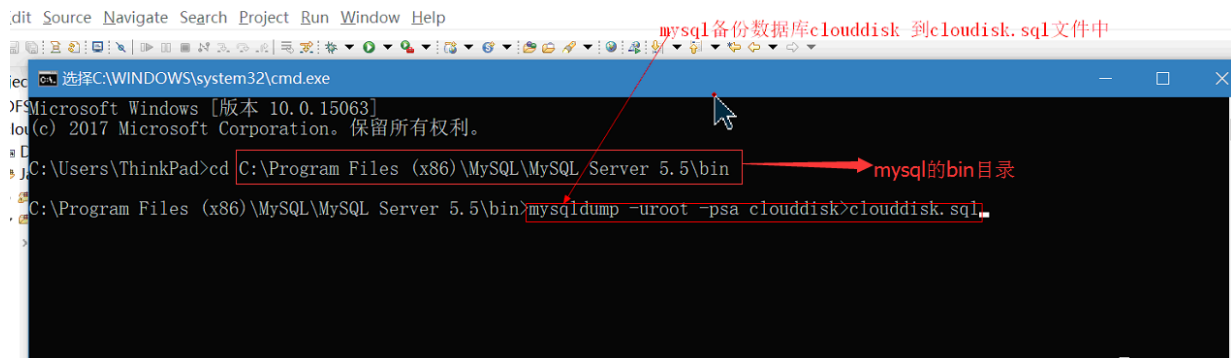 dit Source Navigate Search Project Run Window Help
mysql备份数据库clouddisk 到cloudisk.sql文件中
选择C:\WINDOWS\system32\cmd.exe
Microsoft Windows [版本 10.0.15063]
(c) 2017 Microsoft Corporation。保留所有权利。
C:\Users\ThinkPad>cd C:\Program Files (x86)\MySQL\MySQL Server 5.5\bin
mysql的bin目录
C:\Program Files (x86)\MySQL\MySQL Server 5.5\bin>mysqldump -uroot -psa clouddisk>clouddisk.sql